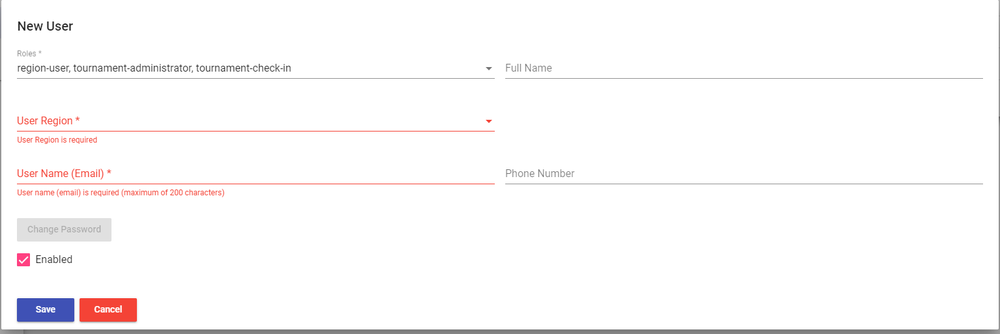 New User
Roles *
region-user, tournament-administrator, tournament-check-in
Full Name
User Region *
User Region is required
User Name (Email) *
Phone Number
User name (email) is required (maximum of 200 characters)
Change Password
Enabled
Save
Cancel